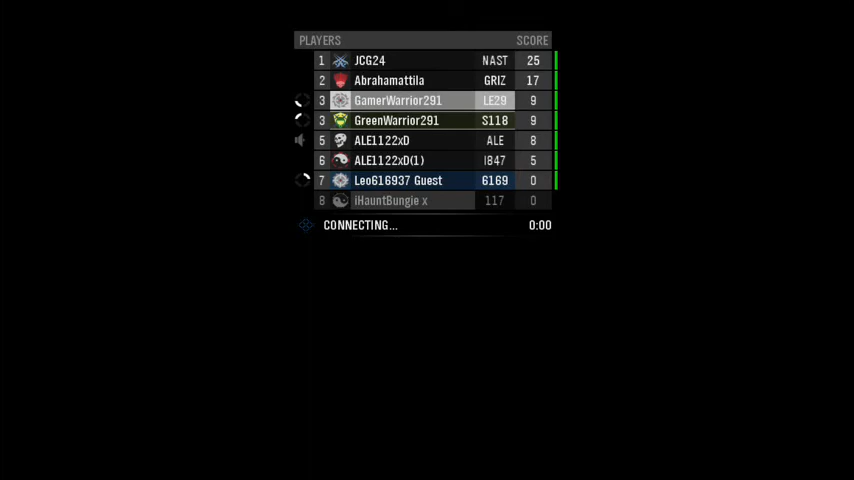 PLAYERS SCORE
1 JCG24 NAST 25
2 Abrahamattila GRIZ 17
3 GamerWarrior291 LE29 9
3 GreenWarrior291 S118 9
5 ALE1122xD ALE 8
6 ALE1122xD(1) I847 5
7 Leo616937 Guest 6169 0
8 iHauntBungie x 117 0
CONNECTING... 0:00